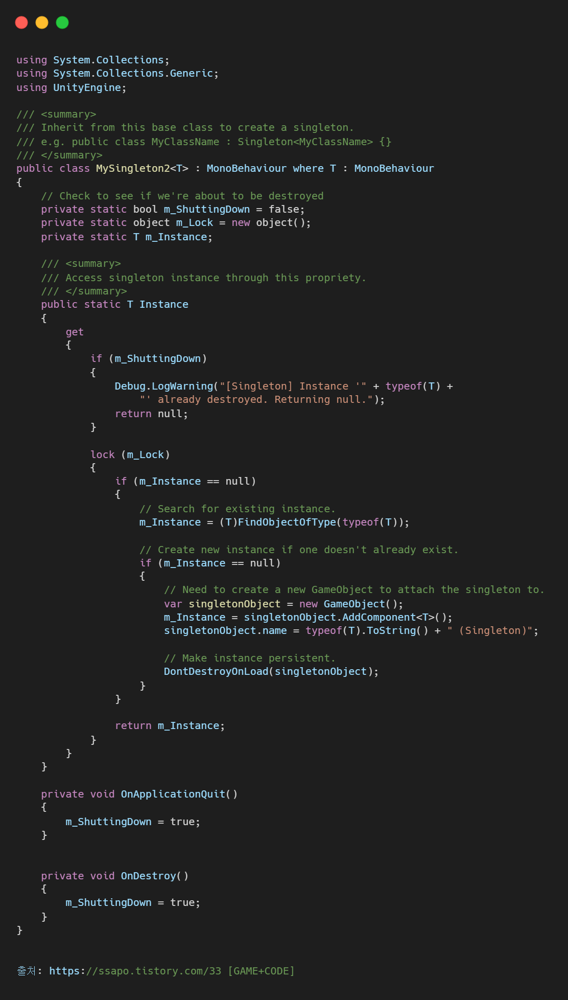 using System.Collections;
using System.Collections.Generic;
using UnityEngine;

/// <summary>
/// Inherit from this base class to create a singleton.
/// e.g. public class MyClassName : Singleton<MyClassName> {}
/// </summary>
public class MySingleton2<T> : MonoBehaviour where T : MonoBehaviour
{
    // Check to see if we're about to be destroyed
    private static bool m_ShuttingDown = false;
    private static object m_Lock = new object();
    private static T m_Instance;

    /// <summary>
    /// Access singleton instance through this propriety.
    /// </summary>
    public static T Instance
    {
        get
        {
            if (m_ShuttingDown)
            {
                Debug.LogWarning("[Singleton] Instance '" + typeof(T) +
                    "' already destroyed. Returning null.");
                return null;
            }

            lock (m_Lock)
            {
                if (m_Instance == null)
                {
                    // Search for existing instance.
                    m_Instance = (T)FindObjectOfType(typeof(T));

                    // Create new instance if one doesn't already exist.
                    if (m_Instance == null)
                    {
                        // Need to create a new GameObject to attach the singleton to.
                        var singletonObject = new GameObject();
                        m_Instance = singletonObject.AddComponent<T>();
                        singletonObject.name = typeof(T).ToString() + " (Singleton)";

                        // Make instance persistent.
                        DontDestroyOnLoad(singletonObject);
                    }
                }

                return m_Instance;
            }
        }
    }

    private void OnApplicationQuit()
    {
        m_ShuttingDown = true;
    }


    private void OnDestroy()
    {
        m_ShuttingDown = true;
    }
}


출처: https://ssapo.tistory.com/33 [GAME+CODE]